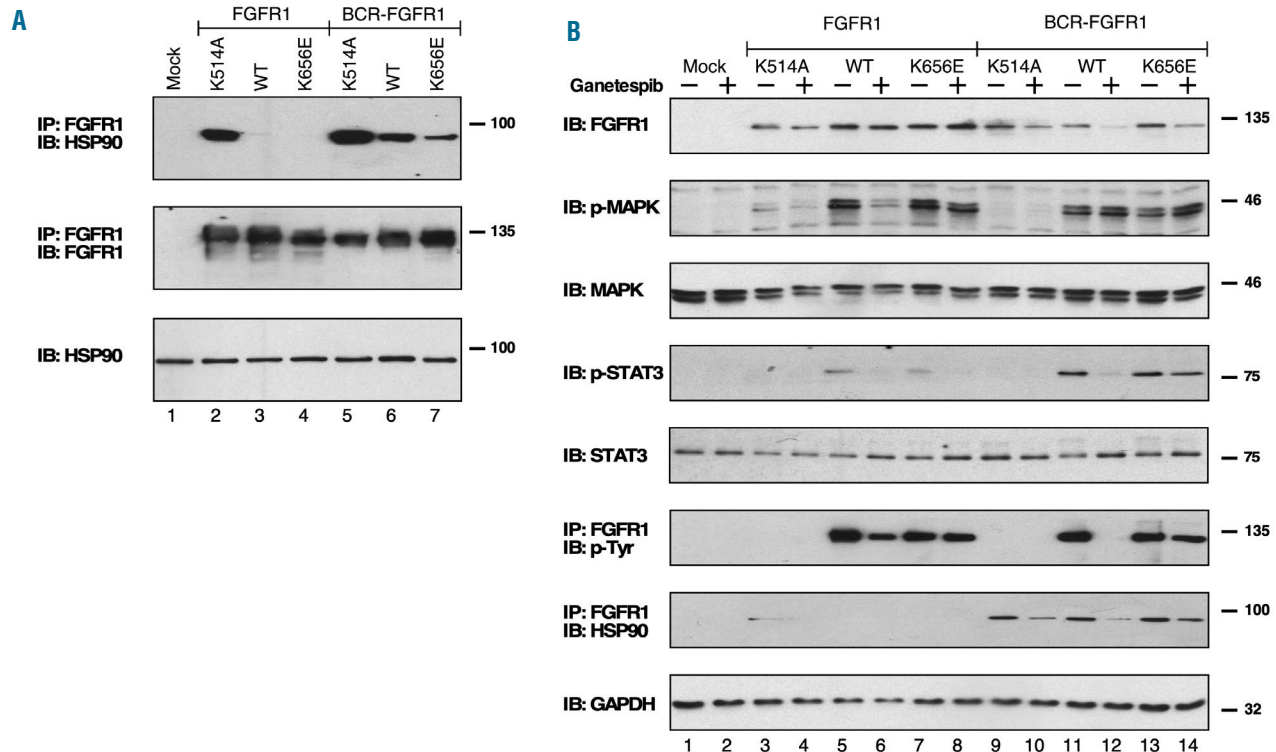 A
FGFR1 BCR-FGFR1
Mock K514A WT K656E K514A WT K656E
IP: FGFR1
IB: HSP90
100
IP: FGFR1
IB: FGFR1
135
IB: HSP90
100
1 2 3 4 5 6 7
B
FGFR1 BCR-FGFR1
Mock K514A WT K656E K514A WT K656E
Ganetespib − + − + − + − + − + − + − +
IB: FGFR1
135
IB: p-MAPK
46
IB: MAPK
46
IB: p-STAT3
75
IB: STAT3
75
IP: FGFR1
IB: p-Tyr
135
IP: FGFR1
IB: HSP90
100
IB: GAPDH
32
1 2 3 4 5 6 7 8 9 10 11 12 13 14